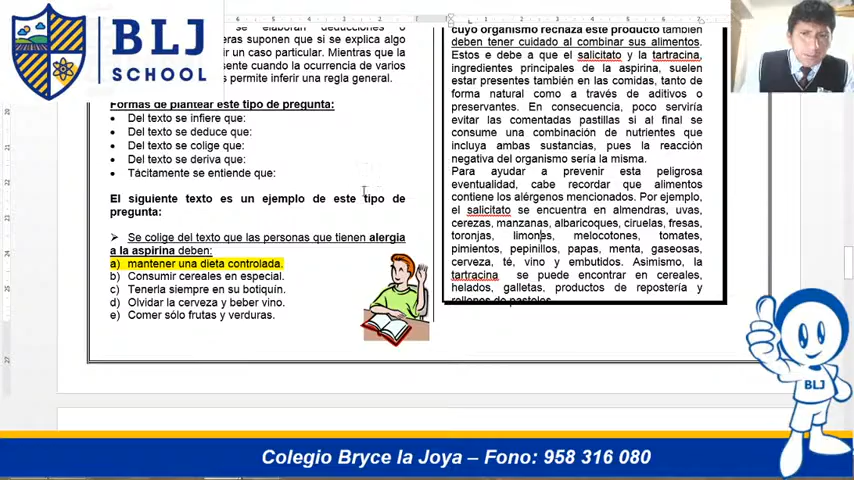 BLJ
SCHOOL
se elaboran deducciones o
eras suponen que si se explica algo
ir un caso particular. Mientras que la
sente cuando la ocurrencia de varios
s permite inferir una regla general.
Formas de plantear este tipo de pregunta:
• Del texto se infiere que:
• Del texto se deduce que:
• Del texto se colige que:
• Del texto se deriva que:
• Tácitamente se entiende que:
El siguiente texto es un ejemplo de este tipo de
pregunta:
➢ Se colige del texto que las personas que tienen alergia
a la aspirina deben:
a) mantener una dieta controlada.
b) Consumir cereales en especial.
c) Tenerla siempre en su botiquín.
d) Olvidar la cerveza y beber vino.
e) Comer sólo frutas y verduras.
cuyo organismo rechaza este producto también
deben tener cuidado al combinar sus alimentos.
Estos e debe a que el salicitato y la tartracina,
ingredientes principales de la aspirina, suelen
estar presentes también en las comidas, tanto de
forma natural como a través de aditivos o
preservantes. En consecuencia, poco serviría
evitar las comentadas pastillas si al final se
consume una combinación de nutrientes que
incluya ambas sustancias, pues la reacción
negativa del organismo sería la misma.
Para ayudar a prevenir esta peligrosa
eventualidad, cabe recordar que alimentos
contiene los alérgenos mencionados. Por ejemplo,
el salicitato se encuentra en almendras, uvas,
cerezas, manzanas, albaricoques, ciruelas, fresas,
toronjas, limones, melocotones, tomates,
pimientos, pepinillos, papas, menta, gaseosas,
cerveza, té, vino y embutidos. Asimismo, la
tartracina se puede encontrar en cereales,
helados, galletas, productos de repostería y
rellenos de pasteles.
BLJ
Colegio Bryce la Joya – Fono: 958 316 080